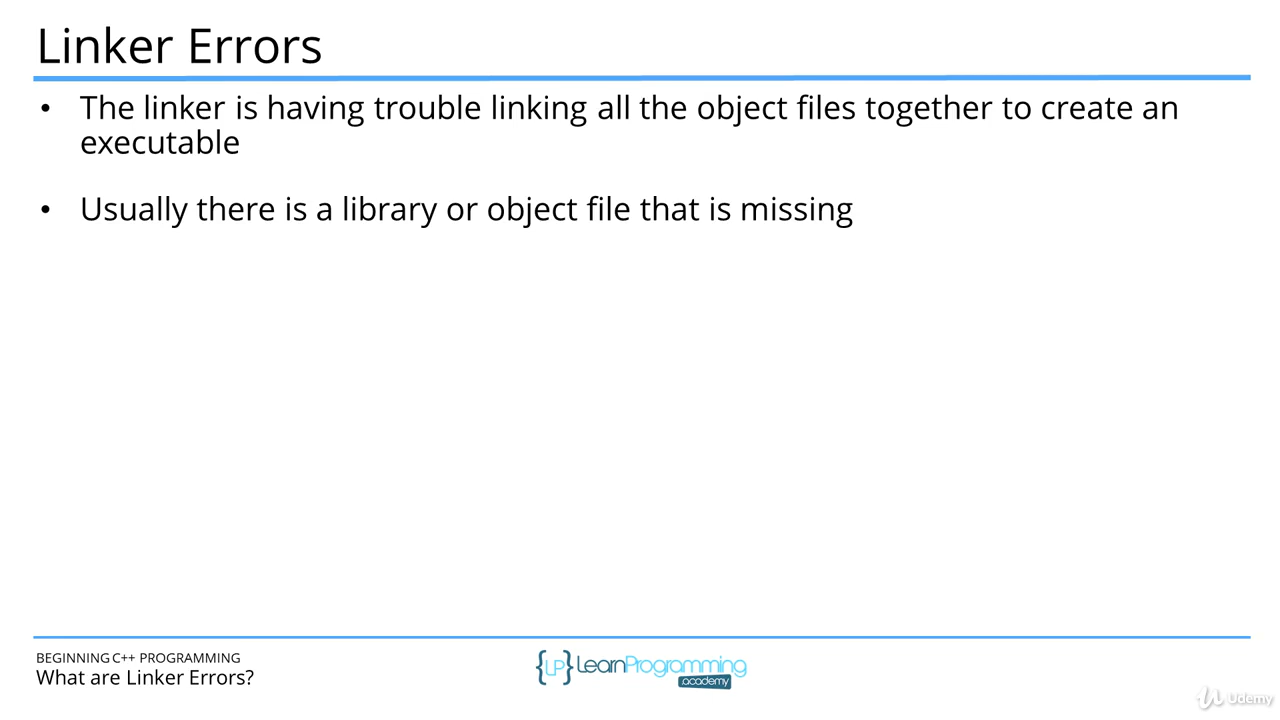 Linker Errors
• The linker is having trouble linking all the object files together to create an
executable
• Usually there is a library or object file that is missing
BEGINNING C++ PROGRAMMING
What are Linker Errors?
{LP} LearnProgramming
.academy
Udemy